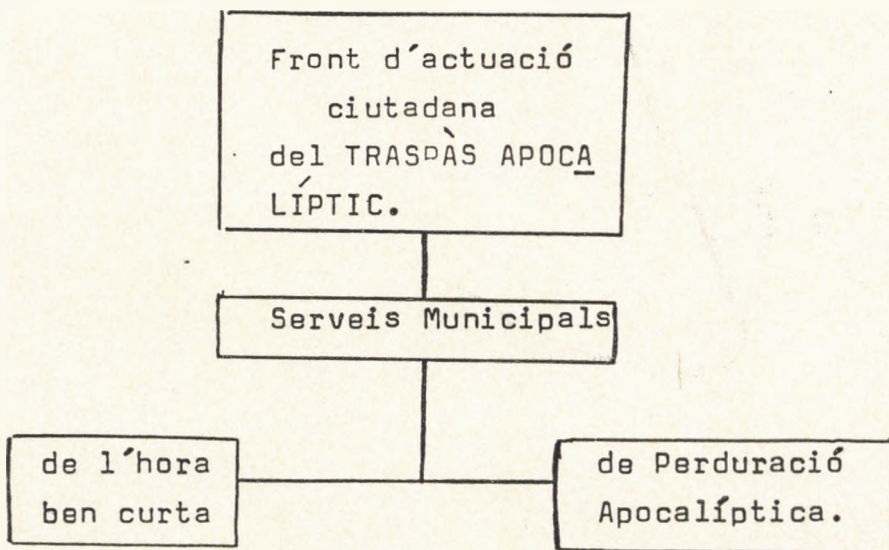 Front d'actuació
ciutadana
del TRASPÀS APOCA
LÍPTIC.
Serveis Municipals
de l'hora
ben curta
de Perduració
Apocalíptica.